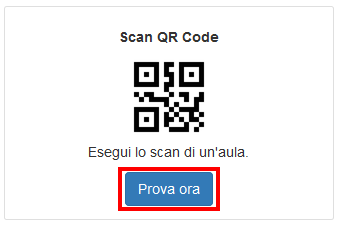 Scan QR Code
Esegui lo scan di un'aula.
Prova ora